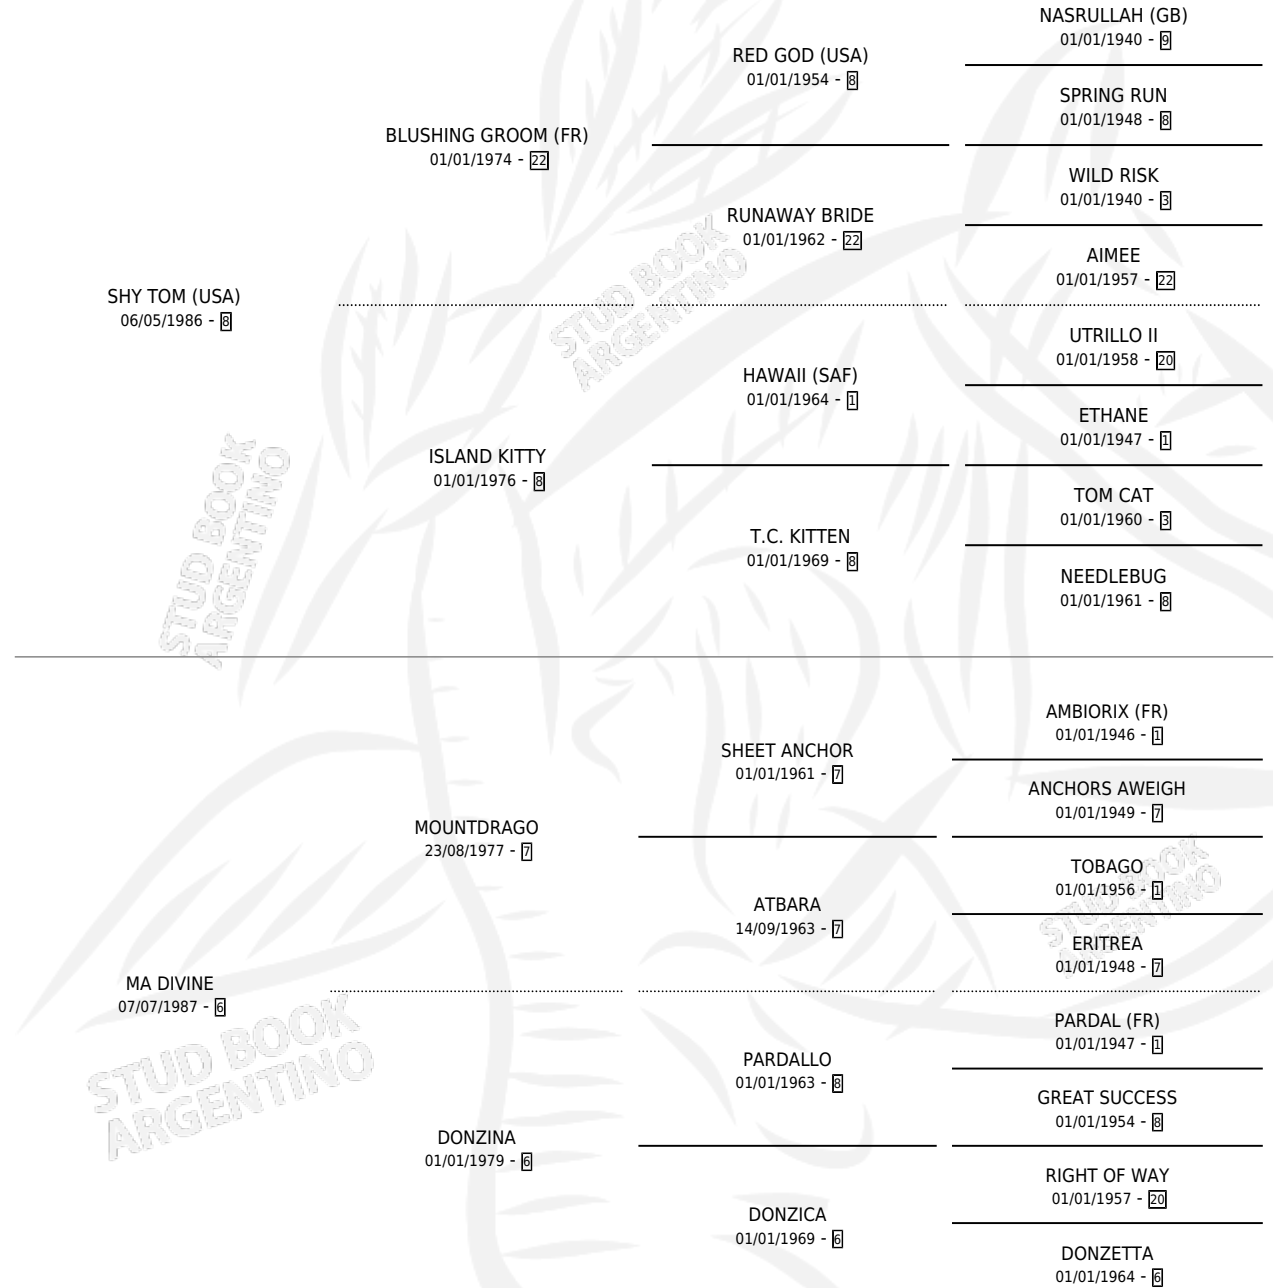 NASRULLAH (GB)
01/01/1940 - 9
RED GOD (USA)
01/01/1954 - 8
SPRING RUN
01/01/1948 - 8
BLUSHING GROOM (FR)
01/01/1974 - 22
WILD RISK
01/01/1940 - 3
RUNAWAY BRIDE
01/01/1962 - 22
AIMEE
01/01/1957 - 22
SHY TOM (USA)
06/05/1986 - 8
STUD BOOK
ARGENTINO
UTRILLO II
01/01/1958 - 20
HAWAII (SAF)
01/01/1964 - 1
ETHANE
01/01/1947 - 1
ISLAND KITTY
01/01/1976 - 8
TOM CAT
01/01/1960 - 3
T.C. KITTEN
01/01/1969 - 8
NEEDLEBUG
01/01/1961 - 8
STUD BOOK
ARGENTINO
AMBIORIX (FR)
01/01/1946 - 1
SHEET ANCHOR
01/01/1961 - 7
ANCHORS AWEIGH
01/01/1949 - 7
MOUNTDRAGO
23/08/1977 - 7
TOBAGO
01/01/1956 - 1
ATBARA
14/09/1963 - 7
ERITREA
01/01/1948 - 7
STUD BOOK
ARGENTINO
MA DIVINE
07/07/1987 - 6
PARDAL (FR)
01/01/1947 - 1
PARDALLO
01/01/1963 - 8
GREAT SUCCESS
01/01/1954 - 8
STUD BOOK
ARGENTINO
DONZINA
01/01/1979 - 6
RIGHT OF WAY
01/01/1957 - 20
DONZICA
01/01/1969 - 6
DONZETTA
01/01/1964 - 6